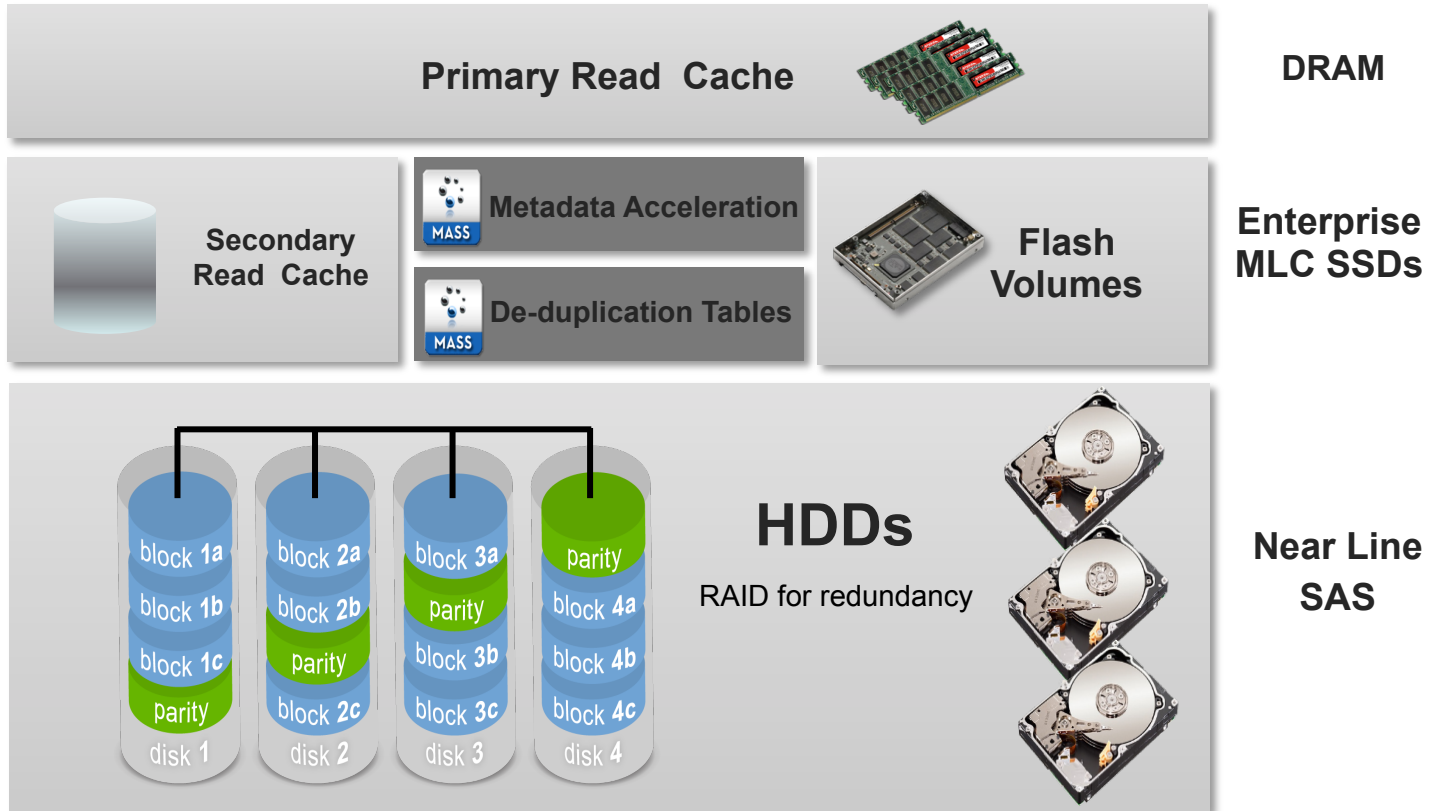 Primary Read Cache
DRAM
Secondary
Read Cache
MASS
Metadata Acceleration
MASS
De-duplication Tables
Flash
Volumes
Enterprise
MLC SSDs
block 1a
block 1b
block 1c
parity
disk 1
block 2a
block 2b
parity
block 2c
disk 2
block 3a
parity
block 3b
block 3c
disk 3
parity
block 4a
block 4b
block 4c
disk 4
HDDs
RAID for redundancy
Near Line
SAS